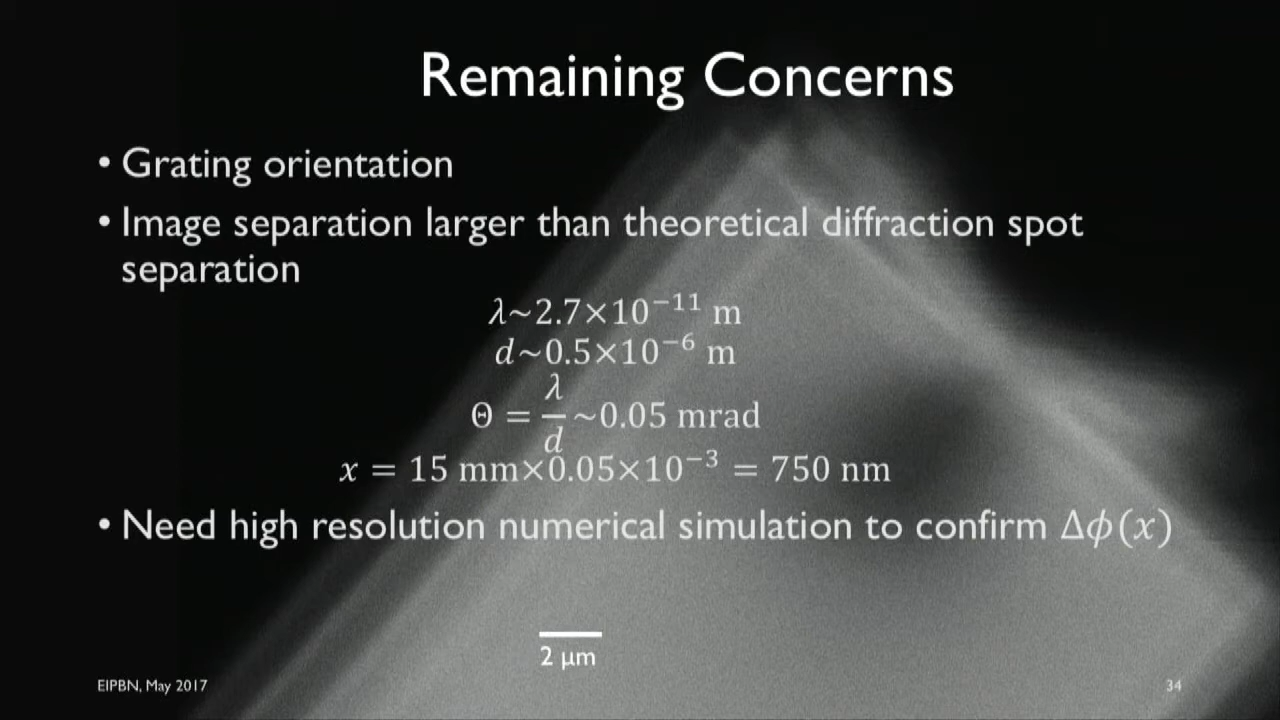 Remaining Concerns
• Grating orientation
• Image separation larger than theoretical diffraction spot
separation
λ~2.7×10⁻¹¹ m
d~0.5×10⁻⁶ m
Θ = λ/d ~0.05 mrad
x = 15 mm×0.05×10⁻³ = 750 nm
• Need high resolution numerical simulation to confirm Δϕ(x)
2 µm
EIPBN, May 2017
34